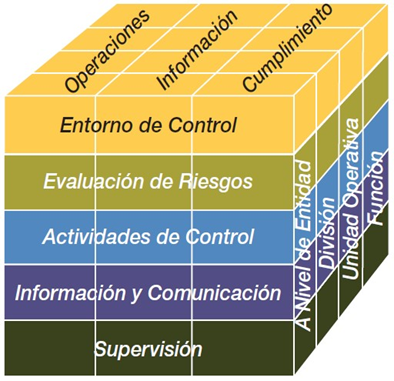 Operaciones
Información
Cumplimiento
Entorno de Control
Evaluación de Riesgos
Actividades de Control
Información y Comunicación
Supervisión
A Nivel de Entidad
División
Unidad Operativa
Función